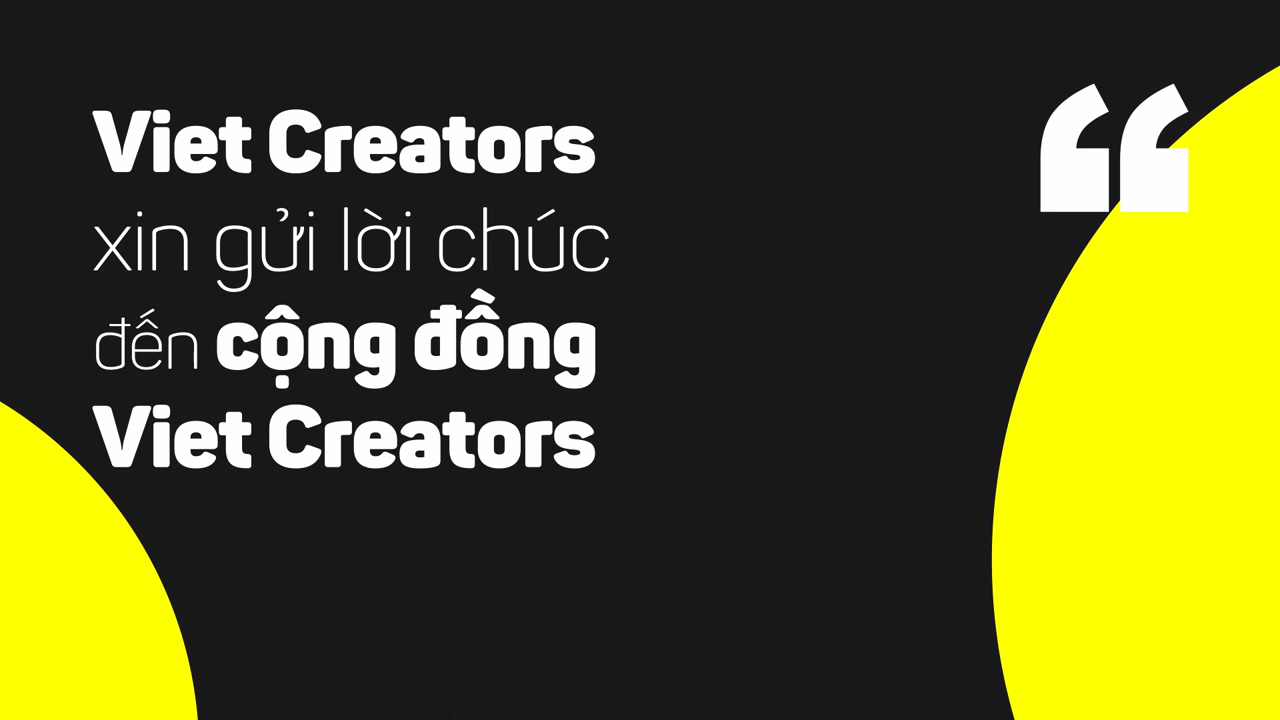 Viet Creators
xin gửi lời chúc
đến cộng đồng
Viet Creators
“